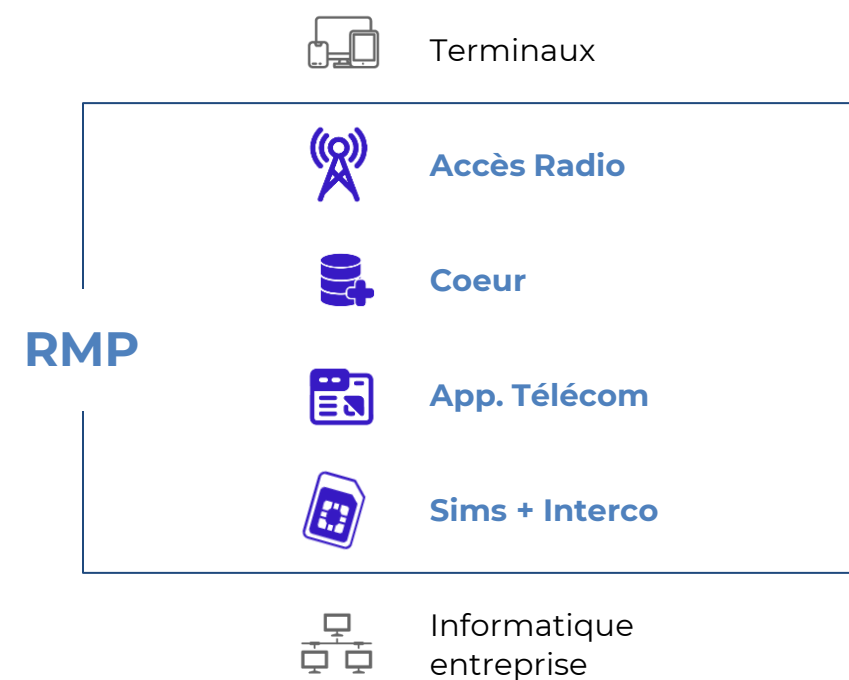 Terminaux
Accès Radio
Coeur
RMP
App. Télécom
Sims + Interco
Informatique
entreprise